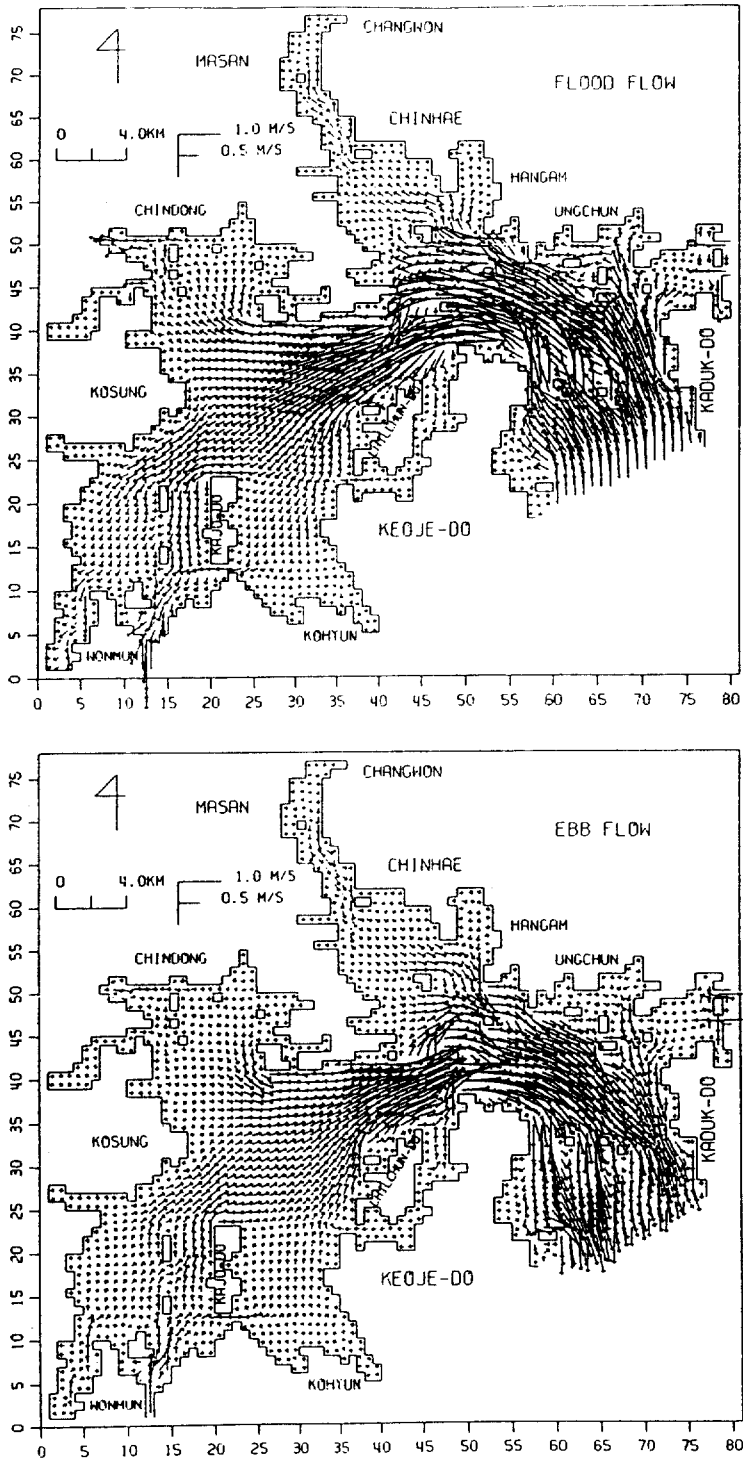 75
70
65
60
55
50
45
40
35
30
25
20
15
10
5
0
CHANGWON
MASAN
FLOOD FLOW
0 4.0KM
1.0 M/S
0.5 M/S
CHINHAE
HANGAM
CHINDONG
UNGCHUN
KOSUNG
KADUK-DO
KAJO-DO
KEOJE-DO
KOHYUN
WONMUN
0 5 10 15 20 25 30 35 40 45 50 55 60 65 70 75 80
75
70
65
60
55
50
45
40
35
30
25
20
15
10
5
0
CHANGWON
MASAN
EBB FLOW
0 4.0KM
1.0 M/S
0.5 M/S
CHINHAE
HANGAM
CHINDONG
UNGCHUN
KOSUNG
KADUK-DO
KAJO-DO
KEOJE-DO
KOHYUN
WONMUN
0 5 10 15 20 25 30 35 40 45 50 55 60 65 70 75 80